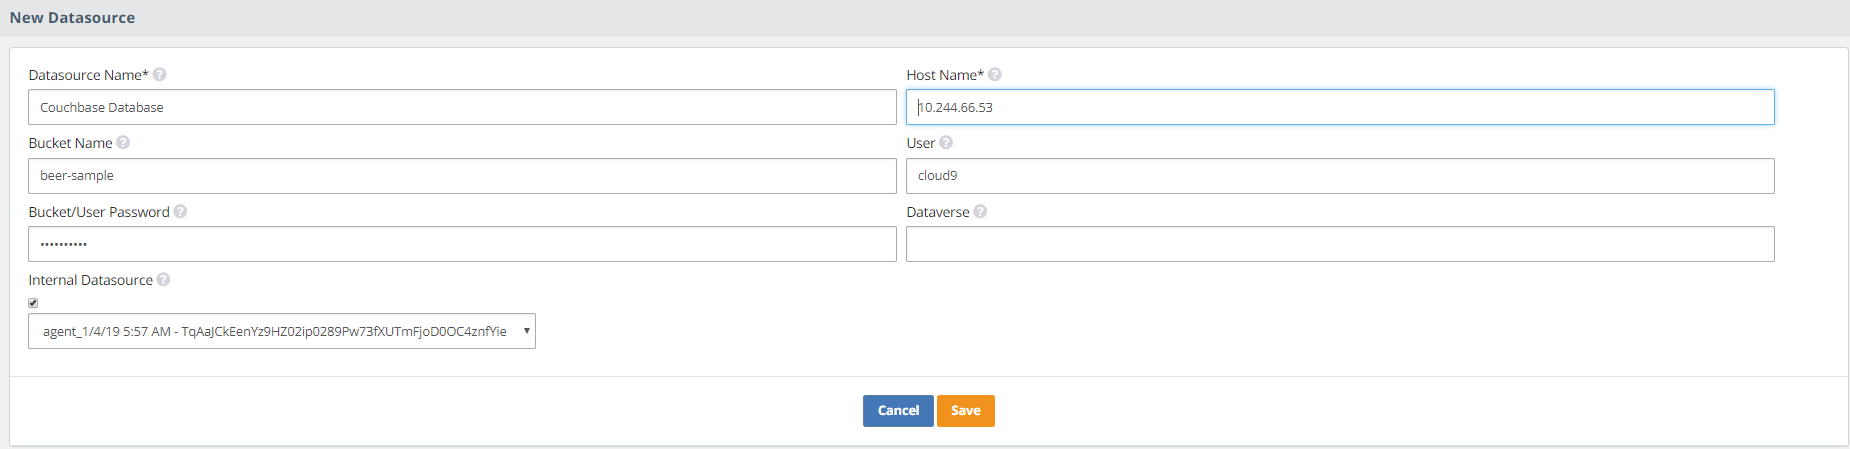 New Datasource
Datasource Name*
Host Name*
Couchbase Database
10.244.66.53
Bucket Name
User
beer-sample
cloud9
Bucket/User Password
Dataverse
••••••••••
Internal Datasource
agent_1/4/19 5:57 AM - TqAaJCkEenYz9HZ02ip0289Pw73fXUTmFjoD0OC4znfYie
Cancel Save